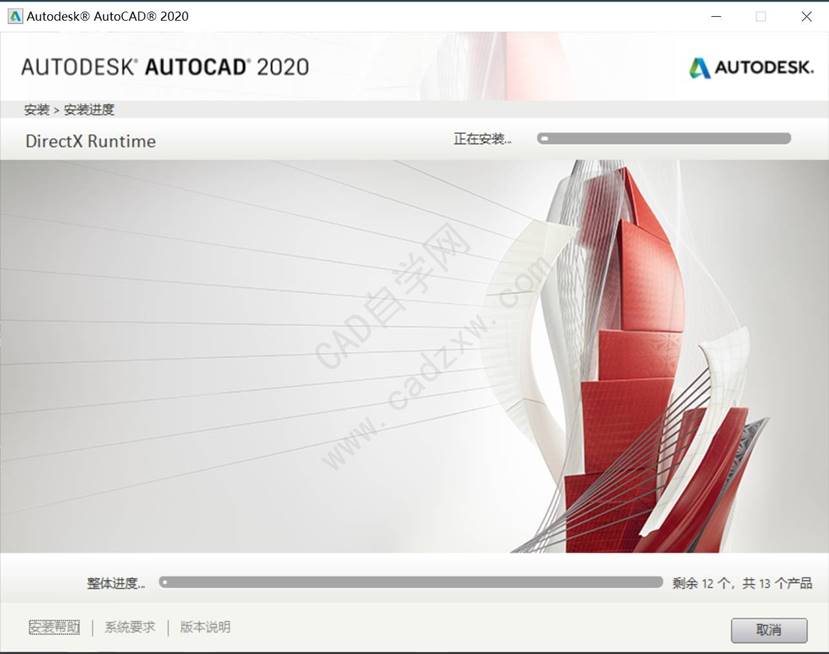 Autodesk® AutoCAD® 2020
AUTODESK® AUTOCAD® 2020
AUTODESK.
安装 > 安装进度
DirectX Runtime
正在安装...
CAD自学网
www.cadzxw.com
整体进度...
剩余 12 个，共 13 个产品
安装帮助 | 系统要求 | 版本说明
取消